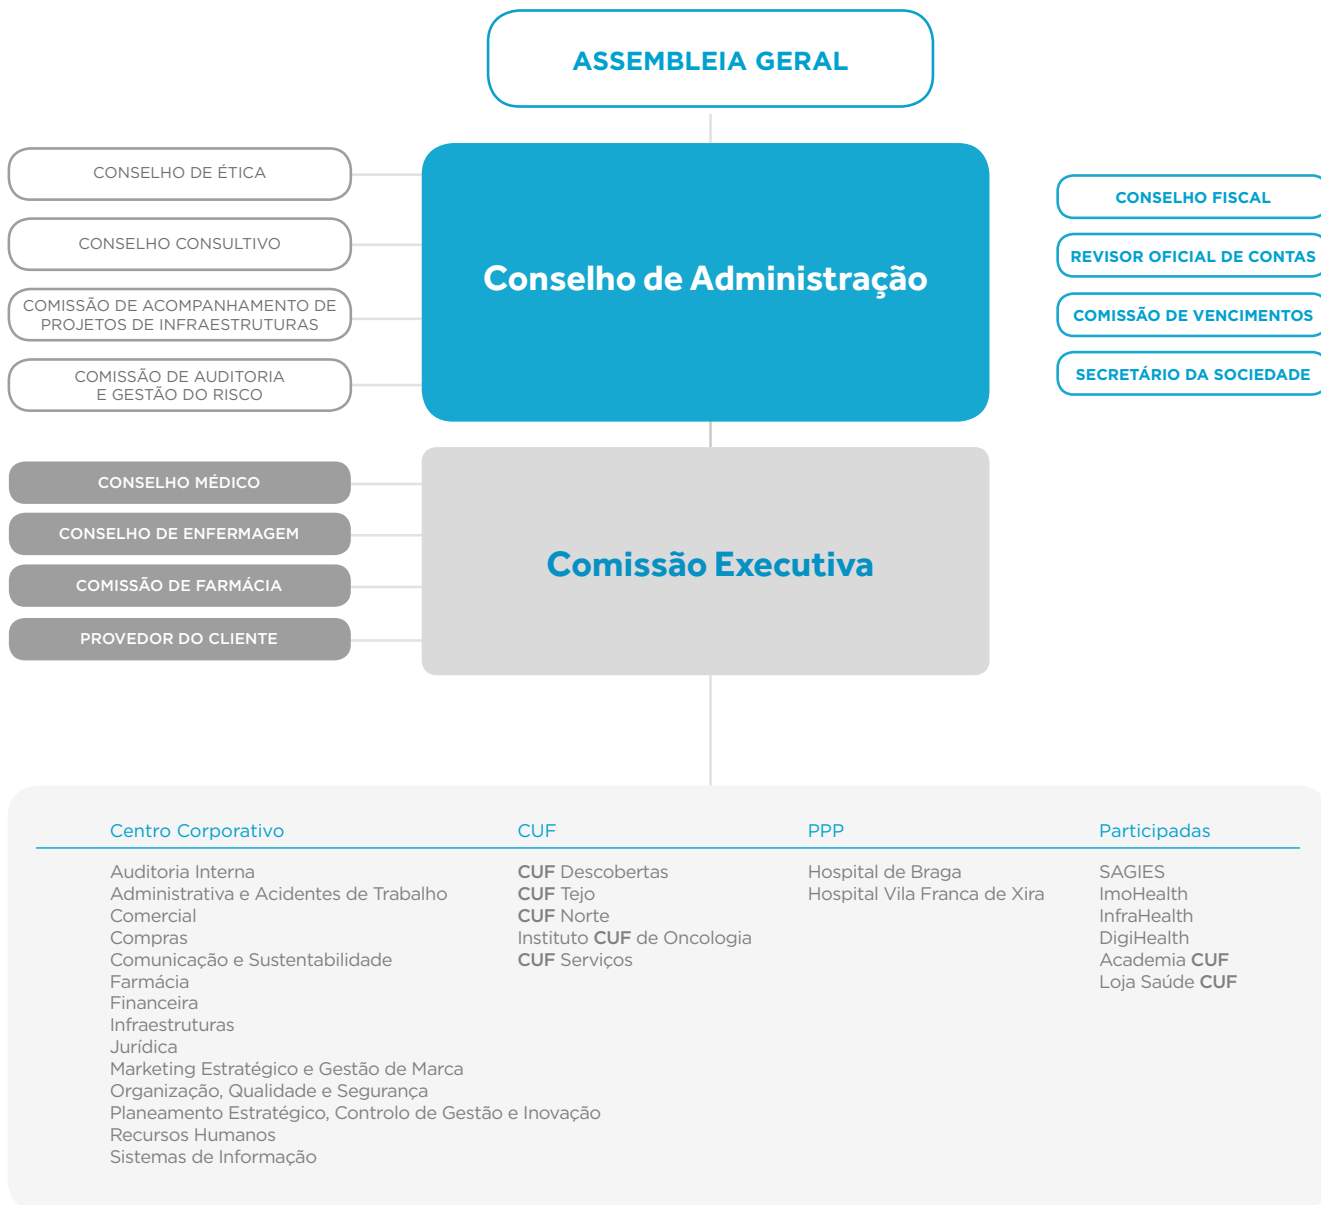 ASSEMBLEIA GERAL
CONSELHO DE ÉTICA
CONSELHO CONSULTIVO
COMISSÃO DE ACOMPANHAMENTO DE
PROJETOS DE INFRAESTRUTURAS
COMISSÃO DE AUDITORIA
E GESTÃO DO RISCO
Conselho de Administração
CONSELHO FISCAL
REVISOR OFICIAL DE CONTAS
COMISSÃO DE VENCIMENTOS
SECRETÁRIO DA SOCIEDADE
CONSELHO MÉDICO
CONSELHO DE ENFERMAGEM
COMISSÃO DE FARMÁCIA
PROVEDOR DO CLIENTE
Comissão Executiva
Centro Corporativo
Auditoria Interna
Administrativa e Acidentes de Trabalho
Comercial
Compras
Comunicação e Sustentabilidade
Farmácia
Financeira
Infraestruturas
Jurídica
Marketing Estratégico e Gestão de Marca
Organização, Qualidade e Segurança
Planeamento Estratégico, Controlo de Gestão e Inovação
Recursos Humanos
Sistemas de Informação
CUF
CUF Descobertas
CUF Tejo
CUF Norte
Instituto CUF de Oncologia
CUF Serviços
PPP
Hospital de Braga
Hospital Vila Franca de Xira
Participadas
SAGIES
ImoHealth
InfraHealth
DigiHealth
Academia CUF
Loja Saúde CUF